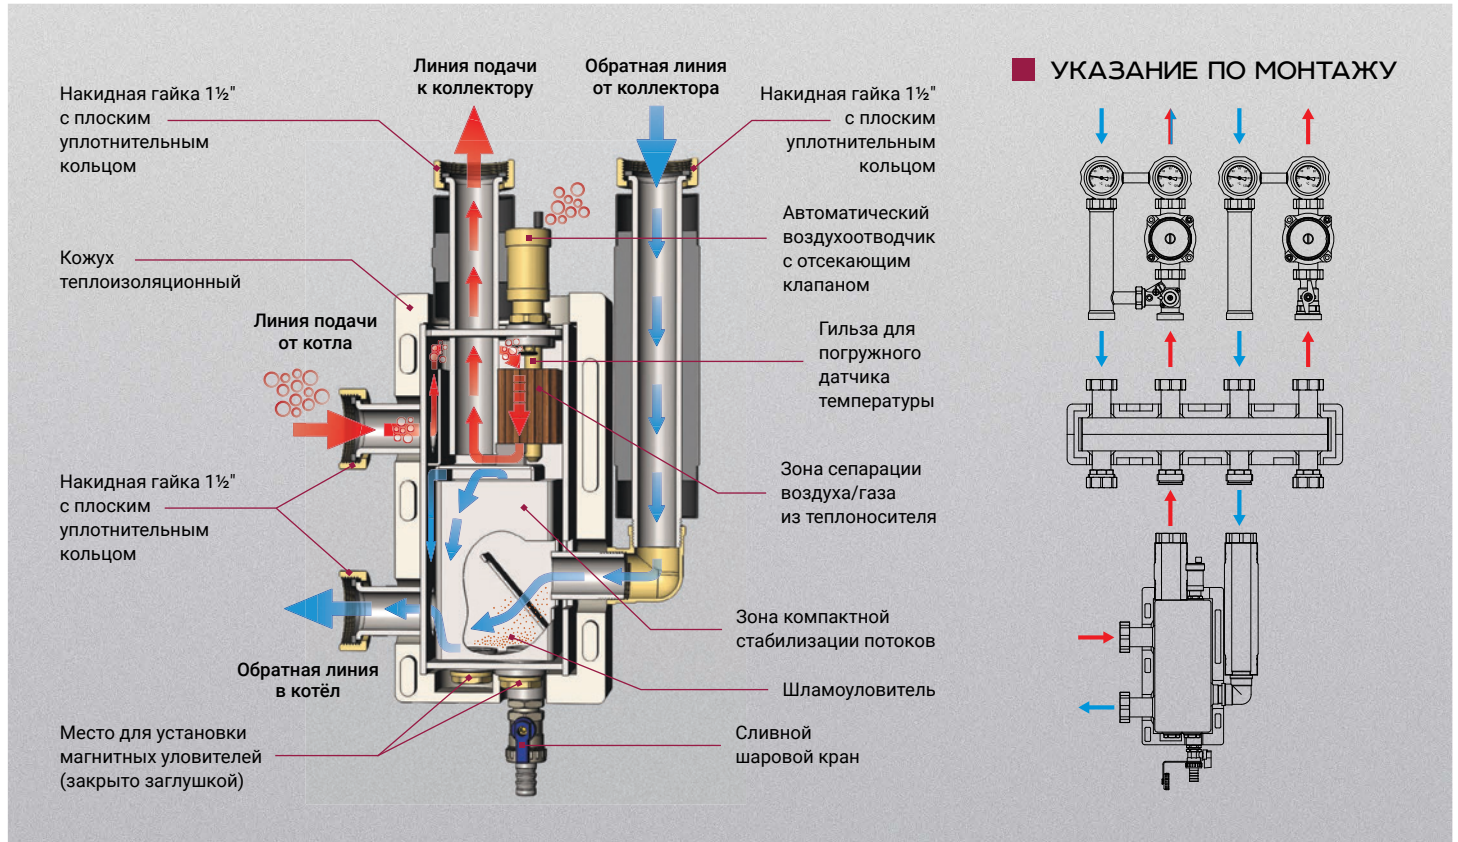 Линия подачи
к коллектору
Обратная линия
от коллектора
Накидная гайка 1½"
с плоским
уплотнительным
кольцом
Накидная гайка 1½"
с плоским
уплотнительным
кольцом
Кожух
теплоизоляционный
Автоматический
воздухоотводчик
с отсекающим
клапаном
Линия подачи
от котла
Гильза для
погружного
датчика
температуры
Накидная гайка 1½"
с плоским
уплотнительным
кольцом
Зона сепарации
воздуха/газа
из теплоносителя
Зона компактной
стабилизации потоков
Обратная линия
в котёл
Шламоуловитель
Место для установки
магнитных уловителей
(закрыто заглушкой)
Сливной
шаровой кран
УКАЗАНИЕ ПО МОНТАЖУ